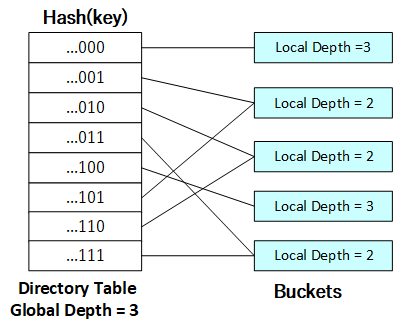 Hash(key)
...000
...001
...010
...011
...100
...101
...110
...111
Directory Table
Global Depth = 3
Local Depth =3
Local Depth = 2
Local Depth = 2
Local Depth = 3
Local Depth = 2
Buckets